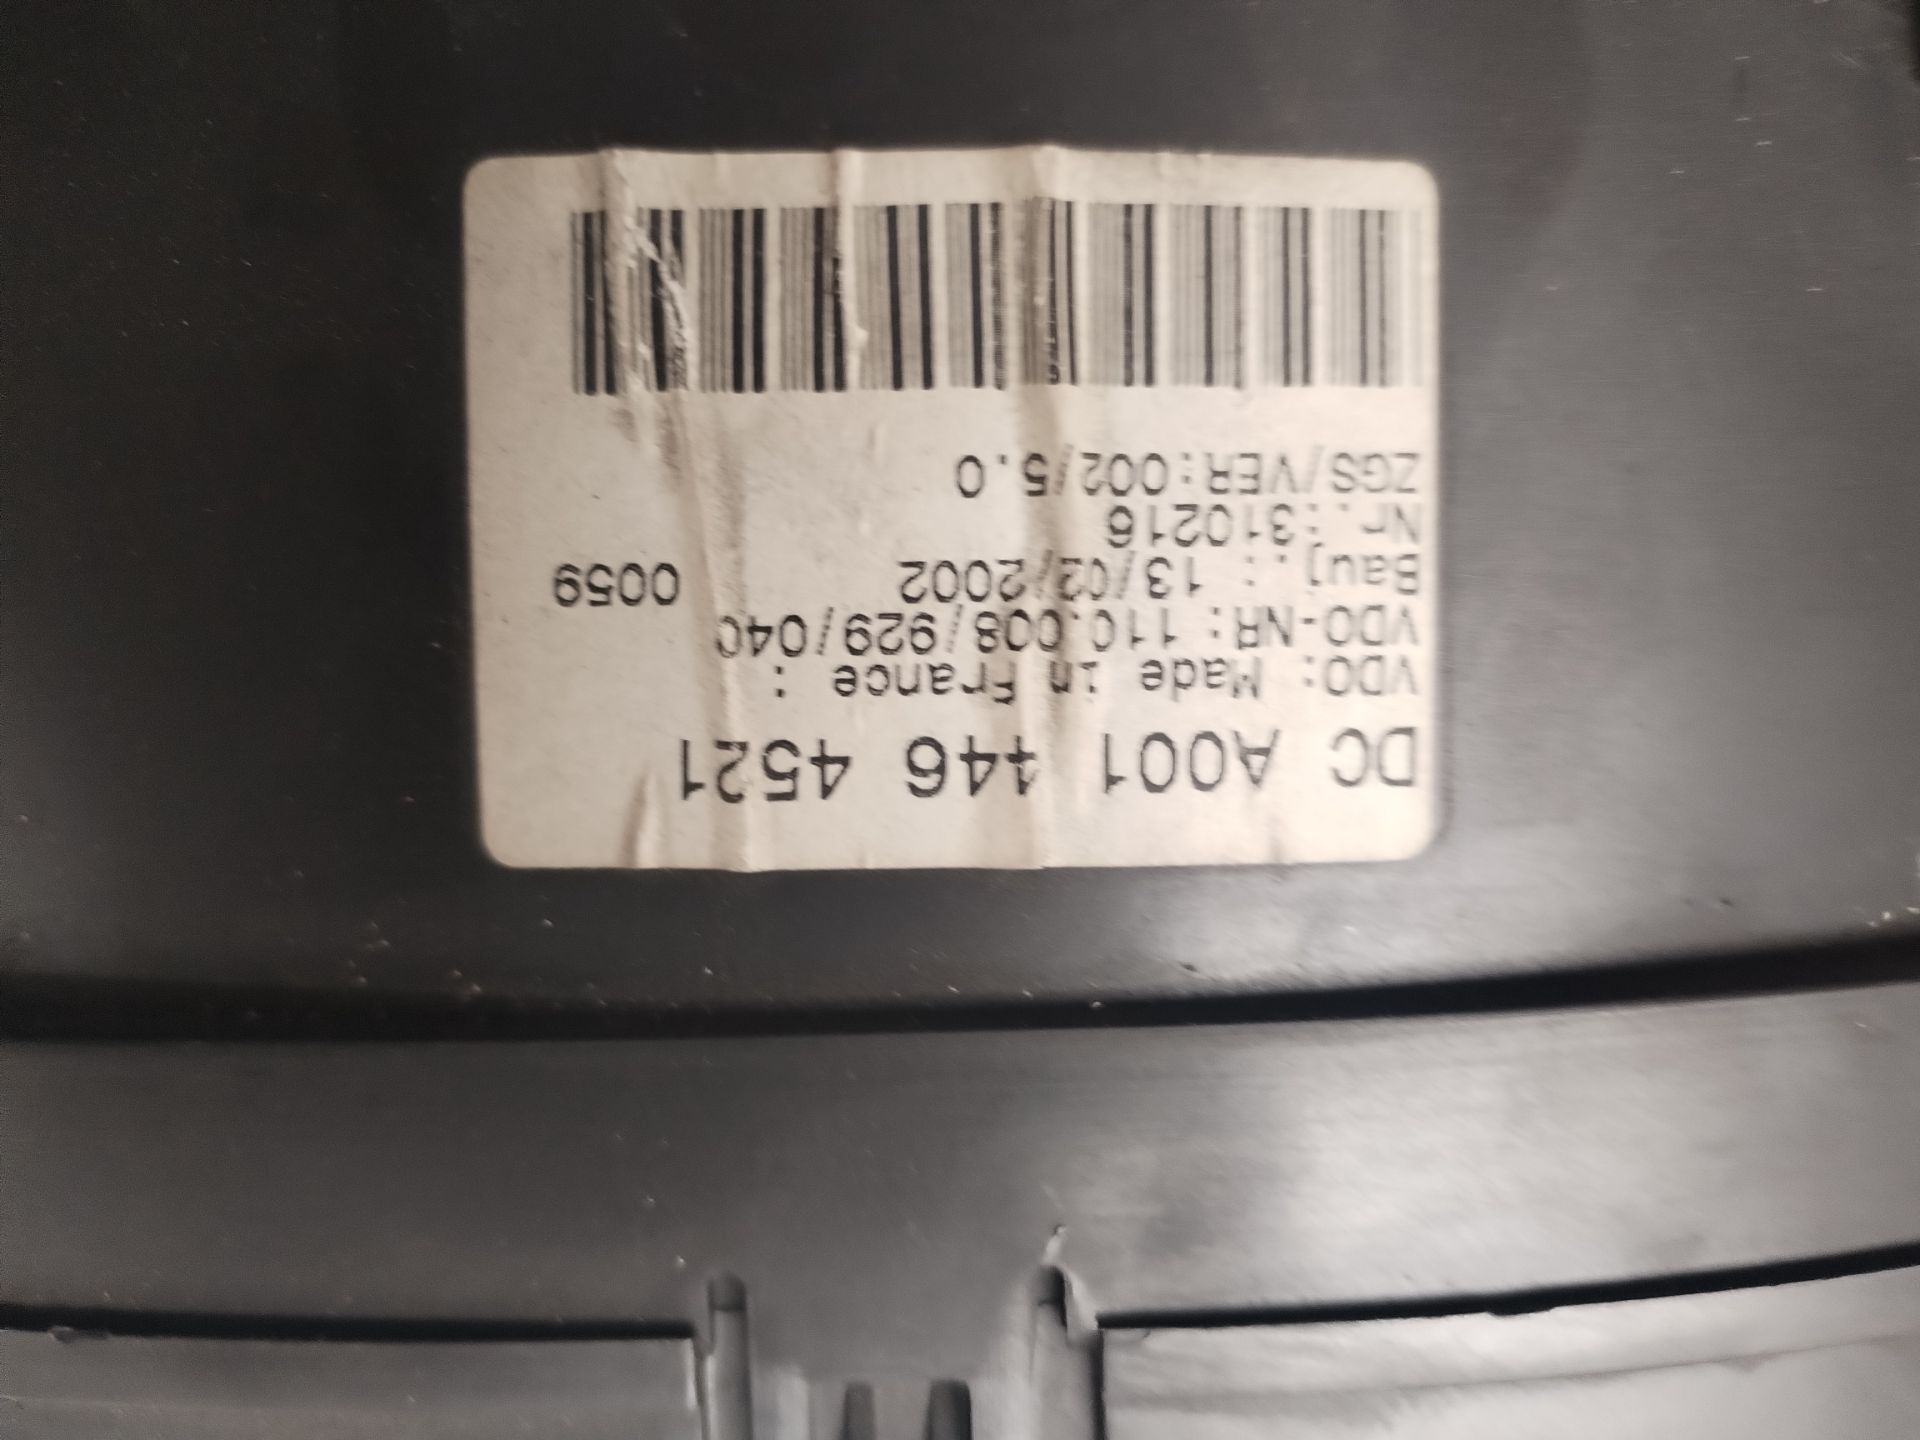 DC A001 446 4521
VDO: Made in France :
VDO-NR: 110.008/929/040
Bauj.: 13/02/2002 0059
Nr.:310216
ZGS/VER:002/5.0